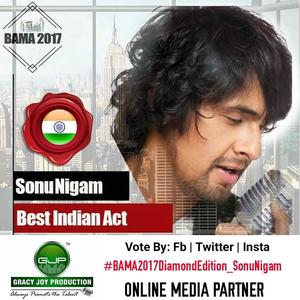 BAMA 2017
Sonu Nigam
Best Indian Act
GJP
GRACY JOY PRODUCTION
Always Promote the Talent
Vote By: Fb | Twitter | Insta
#BAMA2017DiamondEdition_SonuNigam
ONLINE MEDIA PARTNER